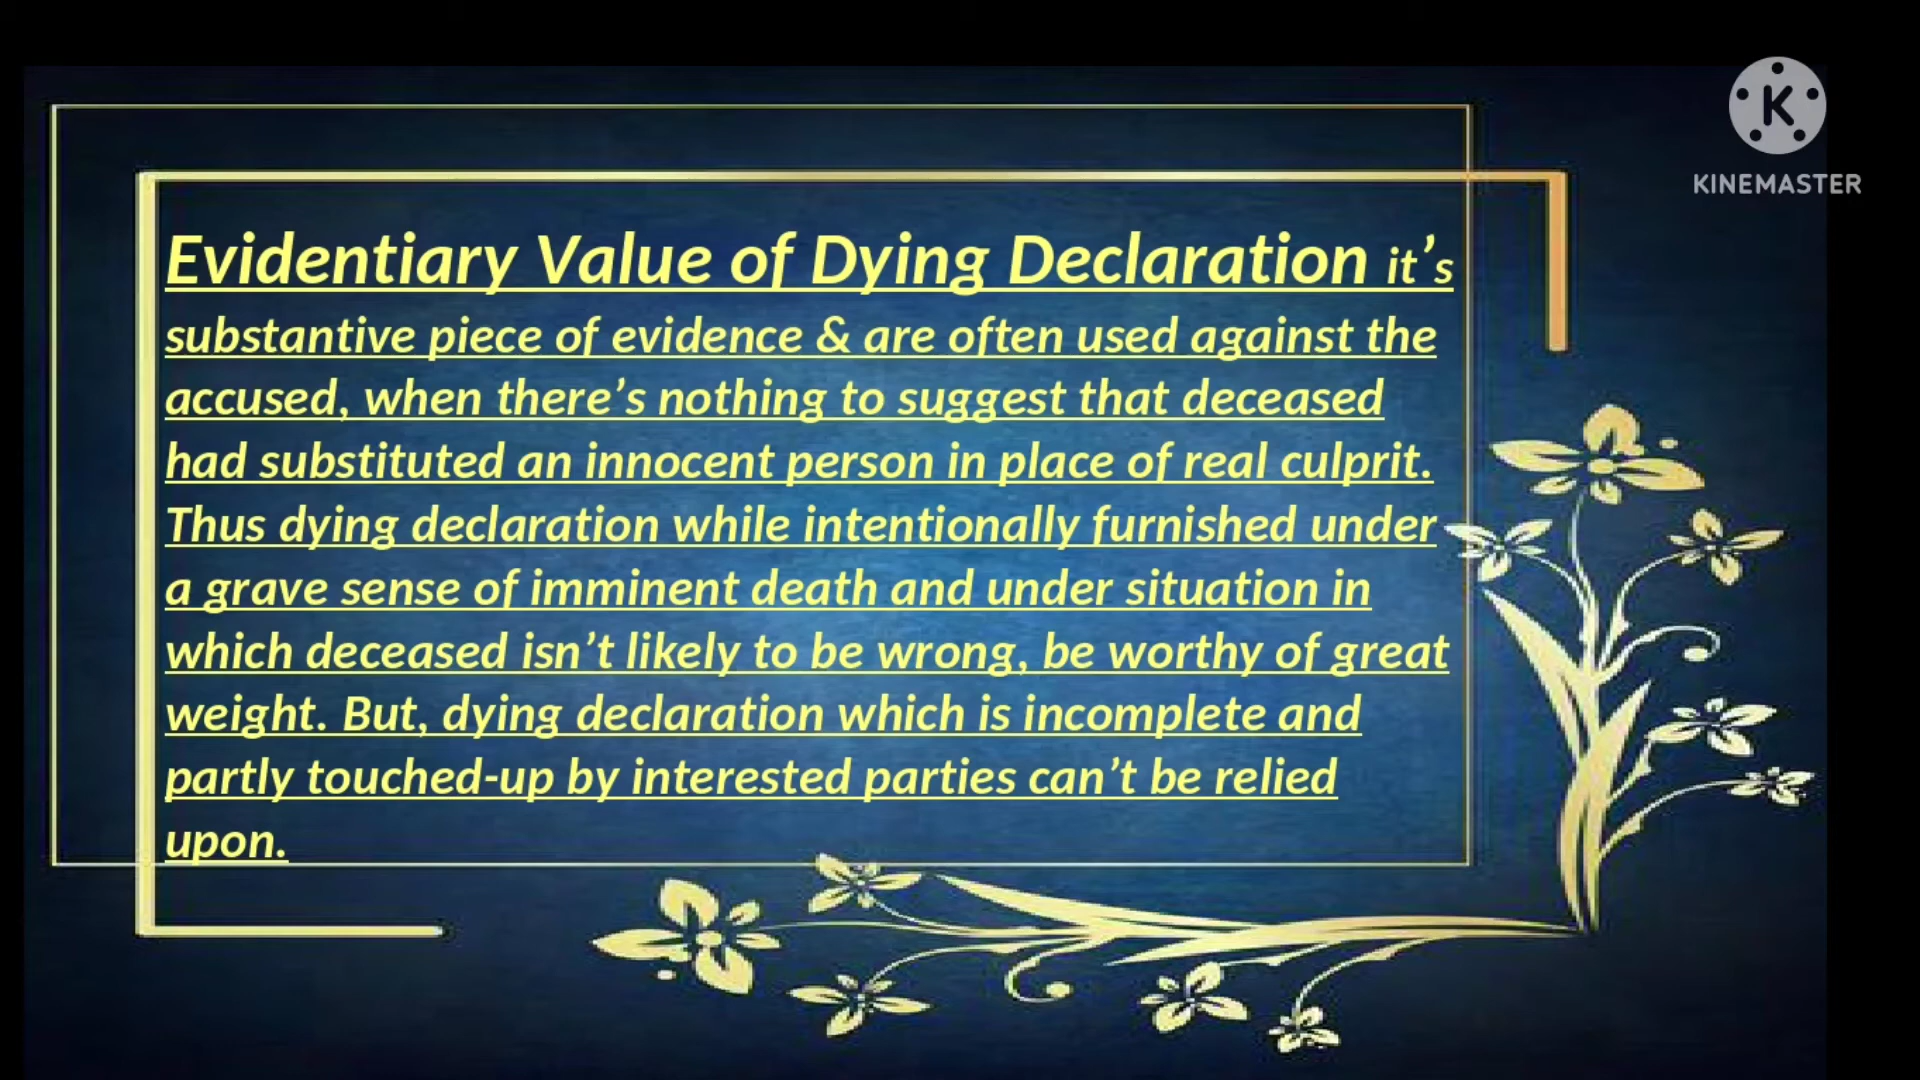 K
KINEMASTER
Evidentiary Value of Dying Declaration it’s
substantive piece of evidence & are often used against the
accused, when there’s nothing to suggest that deceased
had substituted an innocent person in place of real culprit.
Thus dying declaration while intentionally furnished under
a grave sense of imminent death and under situation in
which deceased isn’t likely to be wrong, be worthy of great
weight. But, dying declaration which is incomplete and
partly touched-up by interested parties can’t be relied
upon.